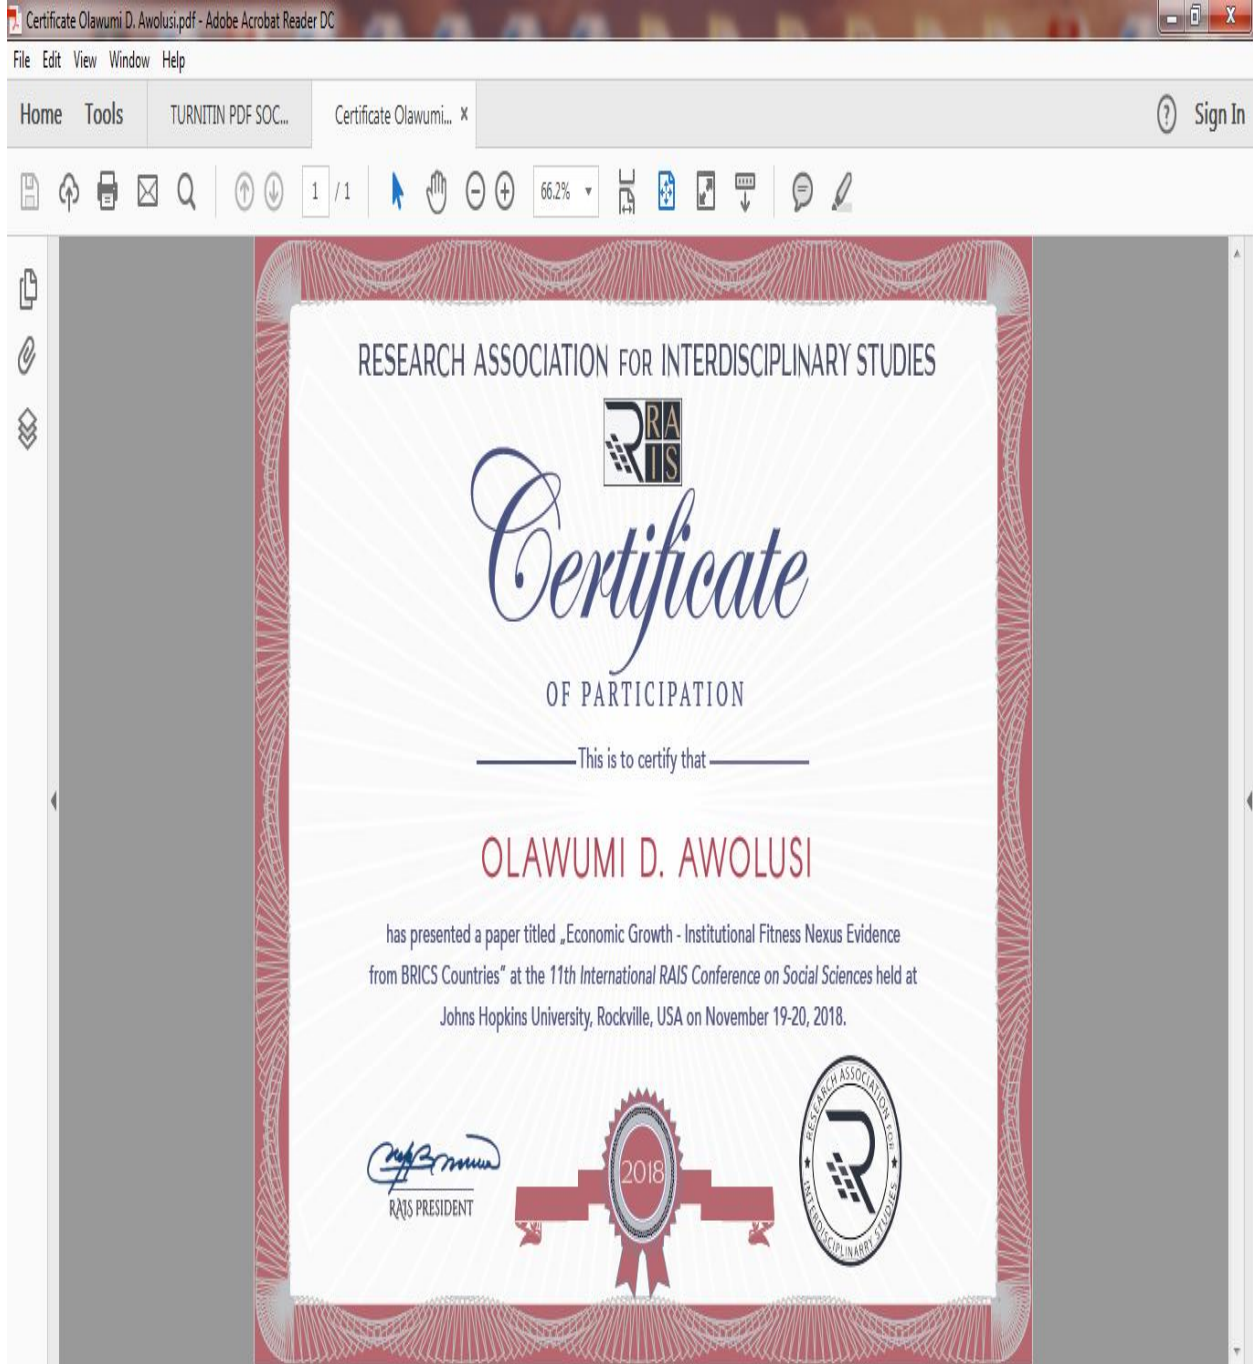 Certificate Olawumi D. Awolusi.pdf - Adobe Acrobat Reader DC
File Edit View Window Help
Home Tools TURNITIN PDF SOC... Certificate Olawumi... × Sign In
1 / 1 66.2%
RESEARCH ASSOCIATION FOR INTERDISCIPLINARY STUDIES
R RA
IS
Certificate
OF PARTICIPATION
This is to certify that
OLAWUMI D. AWOLUSI
has presented a paper titled „Economic Growth - Institutional Fitness Nexus Evidence
from BRICS Countries” at the 11th International RAIS Conference on Social Sciences held at
Johns Hopkins University, Rockville, USA on November 19-20, 2018.
RAIS PRESIDENT
2018
RESEARCH ASSOCIATION FOR
INTERDISCIPLINARRY STUDIES
R